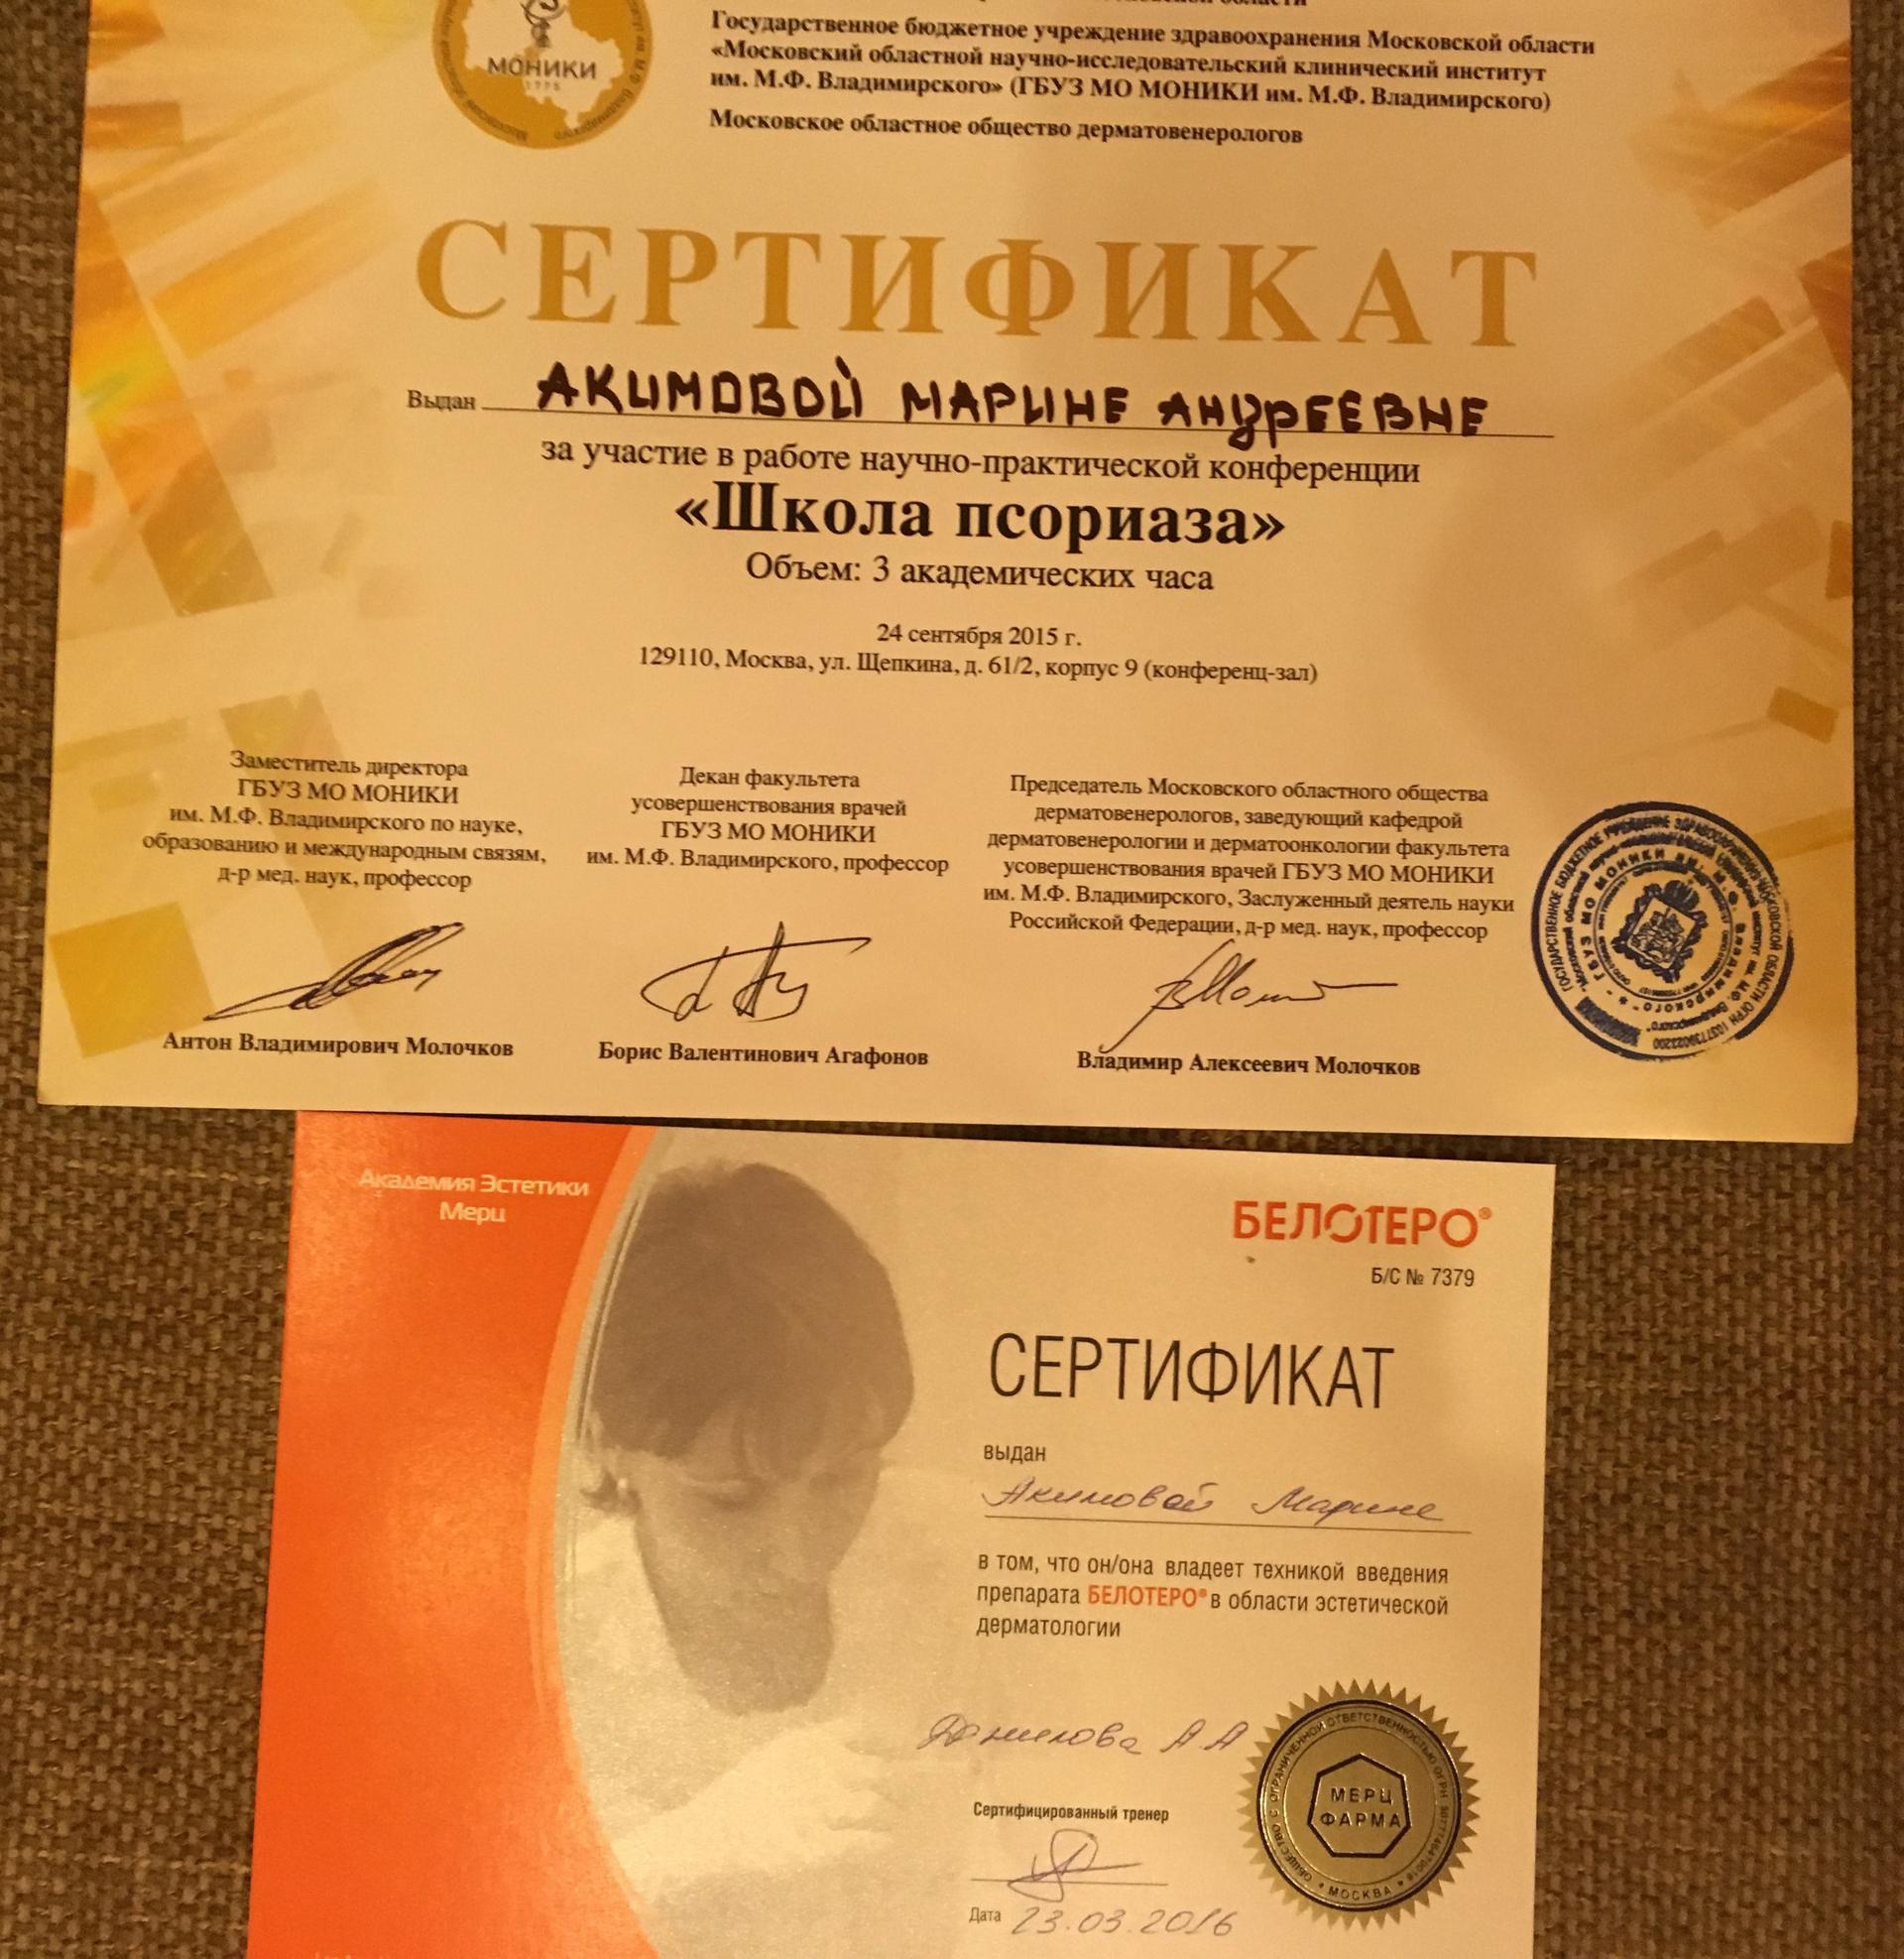 МОНИКИ
1775
Государственное бюджетное учреждение здравоохранения Московской области
«Московский областной научно-исследовательский клинический институт
им. М.Ф. Владимирского» (ГБУЗ МО МОНИКИ им. М.Ф. Владимирского)
Московское областное общество дерматовенерологов
СЕРТИФИКАТ
Выдан АКИМОВОЙ МАРИНЕ АНДРЕЕВНЕ
за участие в работе научно-практической конференции
«Школа псориаза»
Объем: 3 академических часа
24 сентября 2015 г.
129110, Москва, ул. Щепкина, д. 61/2, корпус 9 (конференц-зал)
Заместитель директора
ГБУЗ МО МОНИКИ
им. М.Ф. Владимирского по науке,
образованию и международным связям,
д-р мед. наук, профессор
Антон Владимирович Молочков
Декан факультета
усовершенствования врачей
ГБУЗ МО МОНИКИ
им. М.Ф. Владимирского, профессор
Борис Валентинович Агафонов
Председатель Московского областного общества
дерматовенерологов, заведующий кафедрой
дерматовенерологии и дерматоонкологии факультета
усовершенствования врачей ГБУЗ МО МОНИКИ
им. М.Ф. Владимирского, Заслуженный деятель науки
Российской Федерации, д-р мед. наук, профессор
Владимир Алексеевич Молочков
Академия Эстетики
Мерц
БЕЛОТЕРО®
Б/С № 7379
СЕРТИФИКАТ
выдан
Акимовой Марине
в том, что он/она владеет техникой введения
препарата БЕЛОТЕРО® в области эстетической
дерматологии
Данилова А.А
Сертифицированный тренер
Дата 23.03.2016
ОБЩЕСТВО С ОГРАНИЧЕННОЙ ОТВЕТСТВЕННОСТЬЮ
МЕРЦ
ФАРМА
МОСКВА